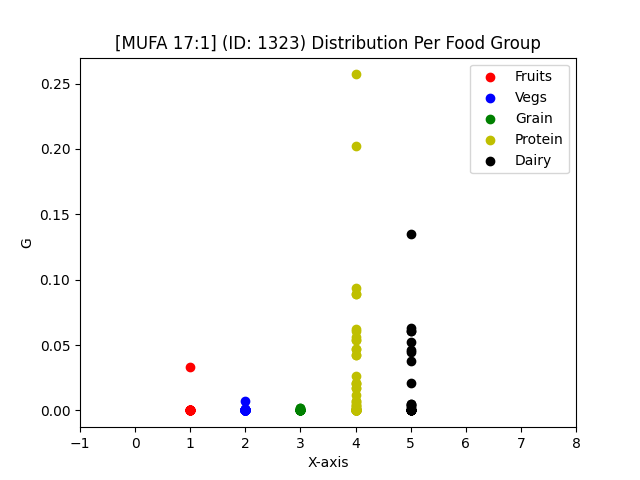 [MUFA 17:1] (ID: 1323) Distribution Per Food Group
Fruits
Vegs
Grain
Protein
Dairy
0.25
0.20
0.15
0.10
0.05
0.00
G
−1 0 1 2 3 4 5 6 7 8
X-axis